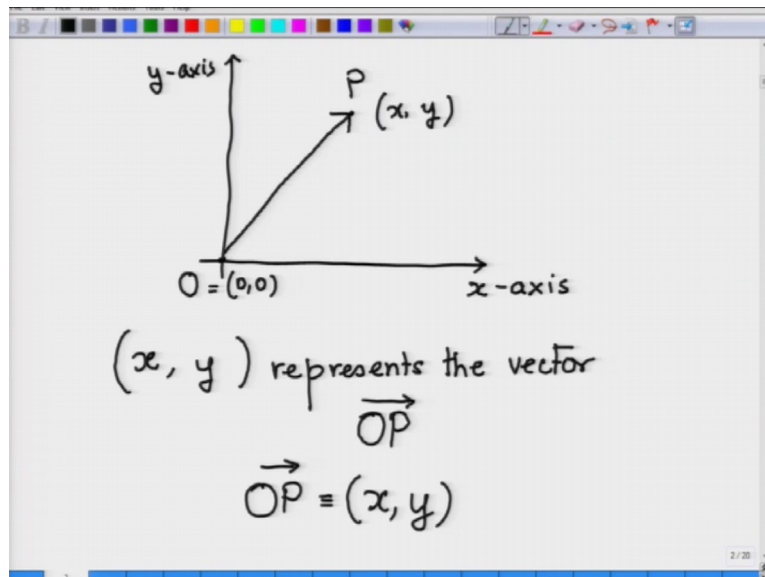 B I
y-axis
P
(x, y)
O = (0,0)
x-axis
(x, y) represents the vector
OP
OP ≡ (x, y)
2/20